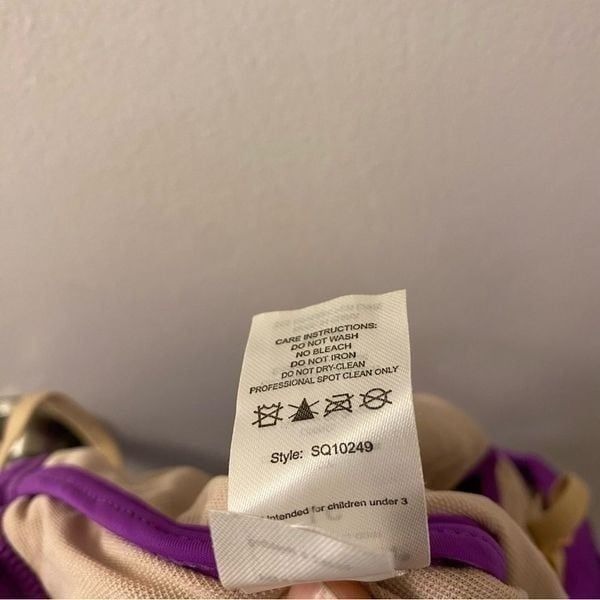 CARE INSTRUCTIONS:
DO NOT WASH
NO BLEACH
DO NOT IRON
DO NOT DRY-CLEAN
PROFESSIONAL SPOT CLEAN ONLY
Style: SQ10249
intended for children under 3